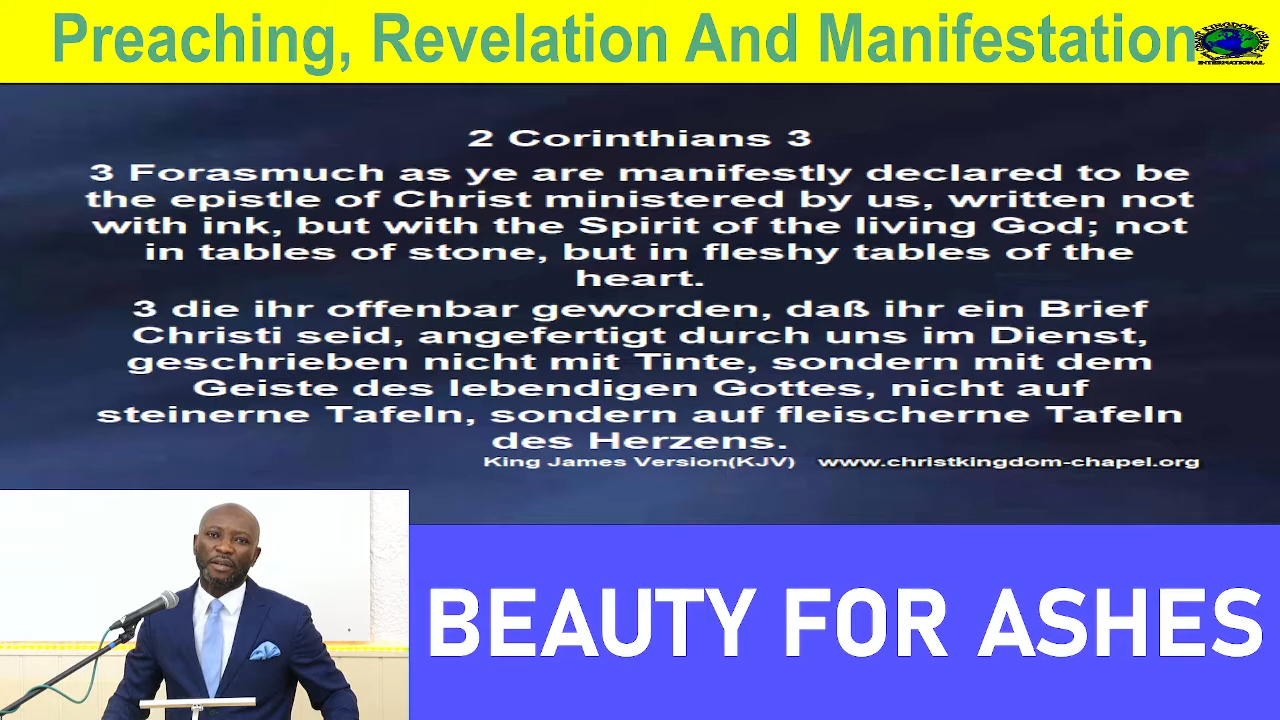 Preaching, Revelation And Manifestation
KINGDOM
INTERNATIONAL
2 Corinthians 3
3 Forasmuch as ye are manifestly declared to be
the epistle of Christ ministered by us, written not
with ink, but with the Spirit of the living God; not
in tables of stone, but in fleshy tables of the
heart.
3 die ihr offenbar geworden, daß ihr ein Brief
Christi seid, angefertigt durch uns im Dienst,
geschrieben nicht mit Tinte, sondern mit dem
Geiste des lebendigen Gottes, nicht auf
steinerne Tafeln, sondern auf fleischerne Tafeln
des Herzens.
King James Version(KJV) www.christkingdom-chapel.org
BEAUTY FOR ASHES